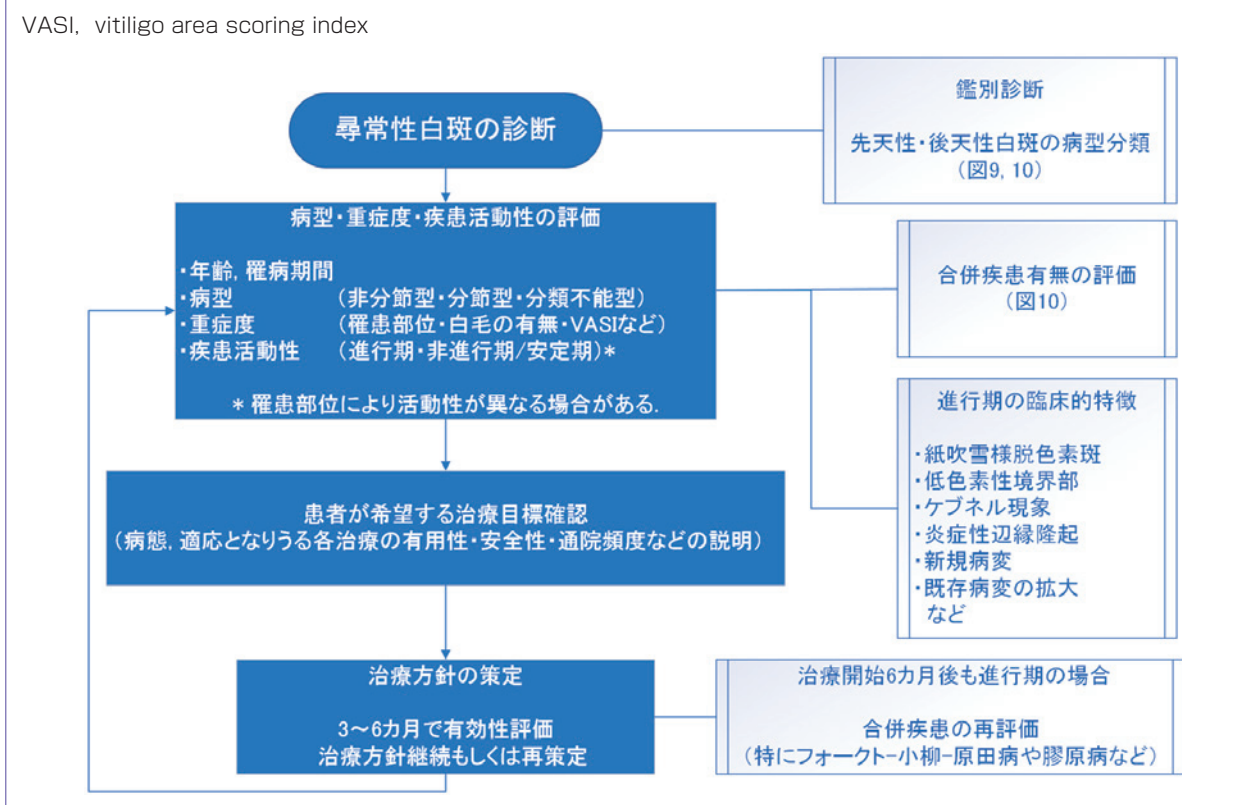 VASI, vitiligo area scoring index
尋常性白斑の診断
鑑別診断
先天性・後天性白斑の病型分類
(図9, 10)
病型・重症度・疾患活動性の評価
・年齢, 罹病期間
・病型 (非分節型・分節型・分類不能型)
・重症度 (罹患部位・白毛の有無・VASIなど)
・疾患活動性 (進行期・非進行期/安定期)*
* 罹患部位により活動性が異なる場合がある.
合併疾患有無の評価
(図10)
進行期の臨床的特徴
・紙吹雪様脱色素斑
・低色素性境界部
・ケブネル現象
・炎症性辺縁隆起
・新規病変
・既存病変の拡大
など
患者が希望する治療目標確認
(病態, 適応となりうる各治療の有用性・安全性・通院頻度などの説明)
治療方針の策定
3～6カ月で有効性評価
治療方針継続もしくは再策定
治療開始6カ月後も進行期の場合
合併疾患の再評価
(特にフォークト-小柳-原田病や膠原病など)